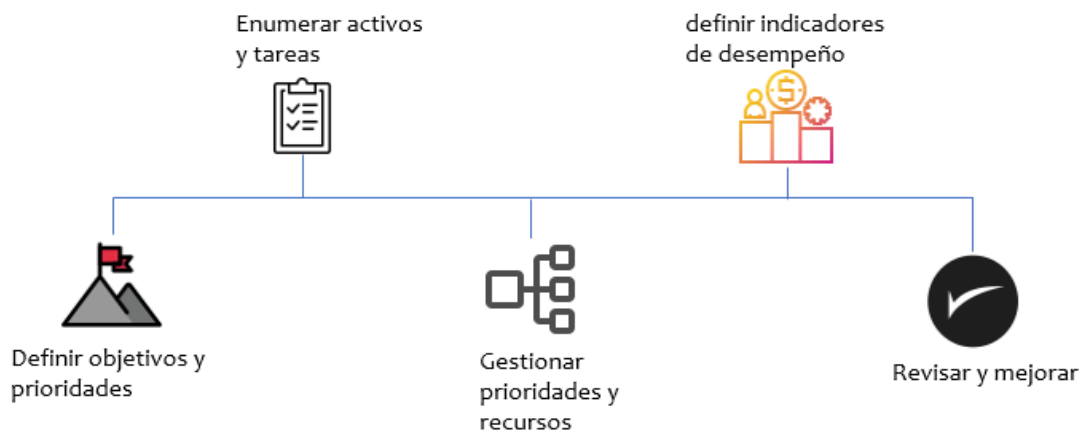 Enumerar activos
y tareas
definir indicadores
de desempeño
Definir objetivos y
prioridades
Gestionar
prioridades y
recursos
Revisar y mejorar